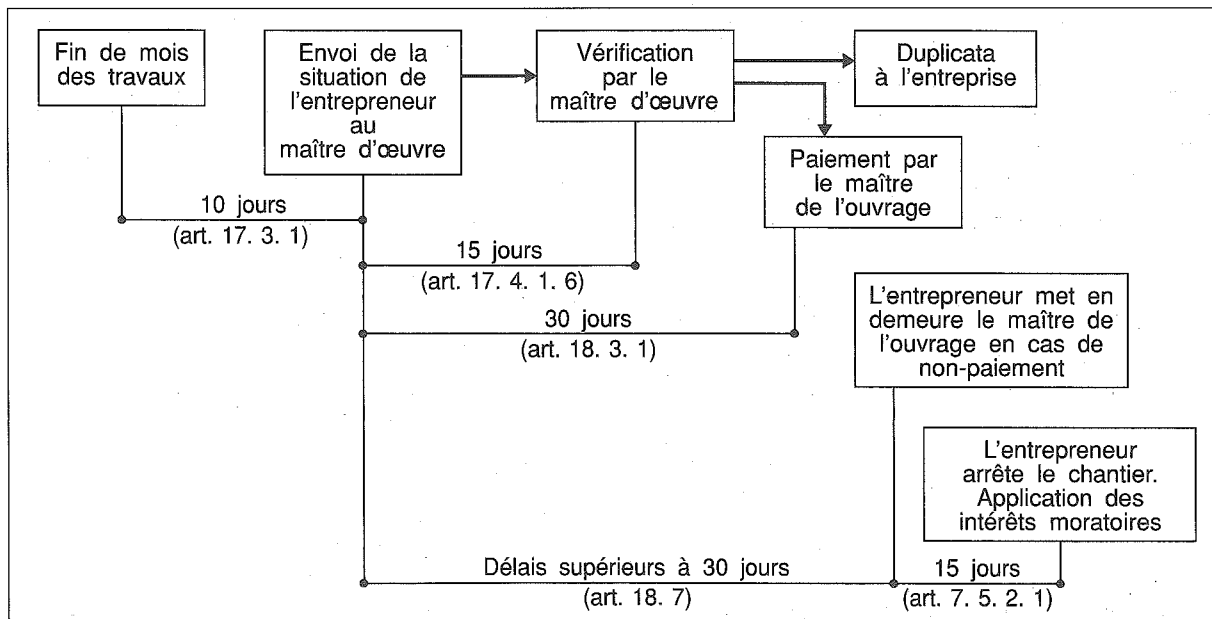 Fin de mois
des travaux
Envoi de la
situation de
l'entrepreneur
au
maître d'œuvre
Vérification
par le
maître d'œuvre
Duplicata
à l'entreprise
Paiement par
le maître
de l'ouvrage
10 jours
(art. 17. 3. 1)
15 jours
(art. 17. 4. 1. 6)
30 jours
(art. 18. 3. 1)
L'entrepreneur met en
demeure le maître de
l'ouvrage en cas de
non-paiement
L'entrepreneur
arrête le chantier.
Application des
intérêts moratoires
Délais supérieurs à 30 jours
(art. 18. 7)
15 jours
(art. 7. 5. 2. 1)